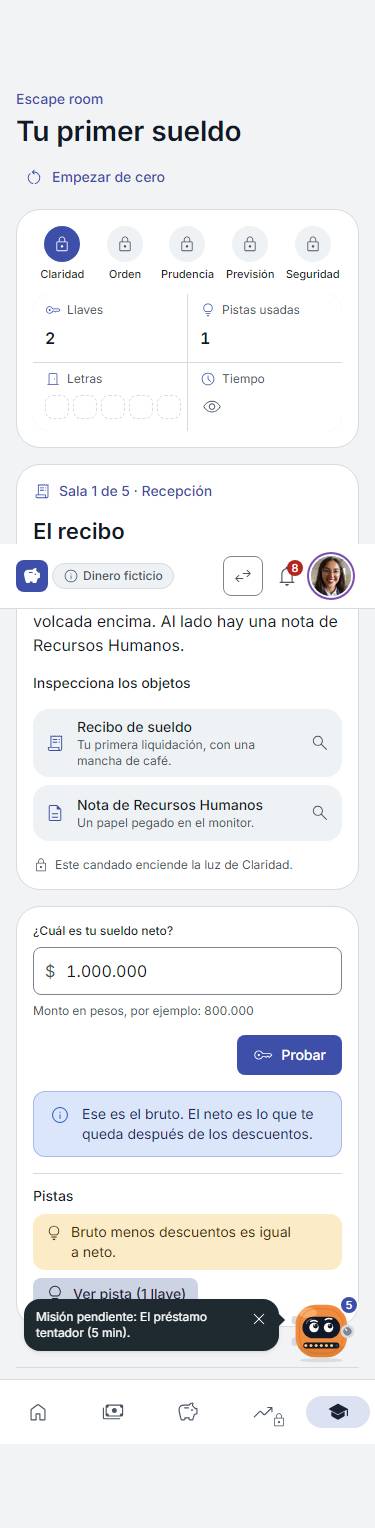 Escape room
Tu primer sueldo
Empezar de cero
Claridad
Orden
Prudencia
Previsión
Seguridad
Llaves
2
Pistas usadas
1
Letras
Tiempo
Sala 1 de 5 · Recepción
El recibo
Dinero ficticio
8
volcada encima. Al lado hay una nota de
Recursos Humanos.
Inspecciona los objetos
Recibo de sueldo
Tu primera liquidación, con una
mancha de café.
Nota de Recursos Humanos
Un papel pegado en el monitor.
Este candado enciende la luz de Claridad.
¿Cuál es tu sueldo neto?
$ 1.000.000
Monto en pesos, por ejemplo: 800.000
Probar
Ese es el bruto. El neto es lo que te
queda después de los descuentos.
Pistas
Bruto menos descuentos es igual
a neto.
Ver pista (1 llave)
Misión pendiente: El préstamo
tentador (5 min).
5